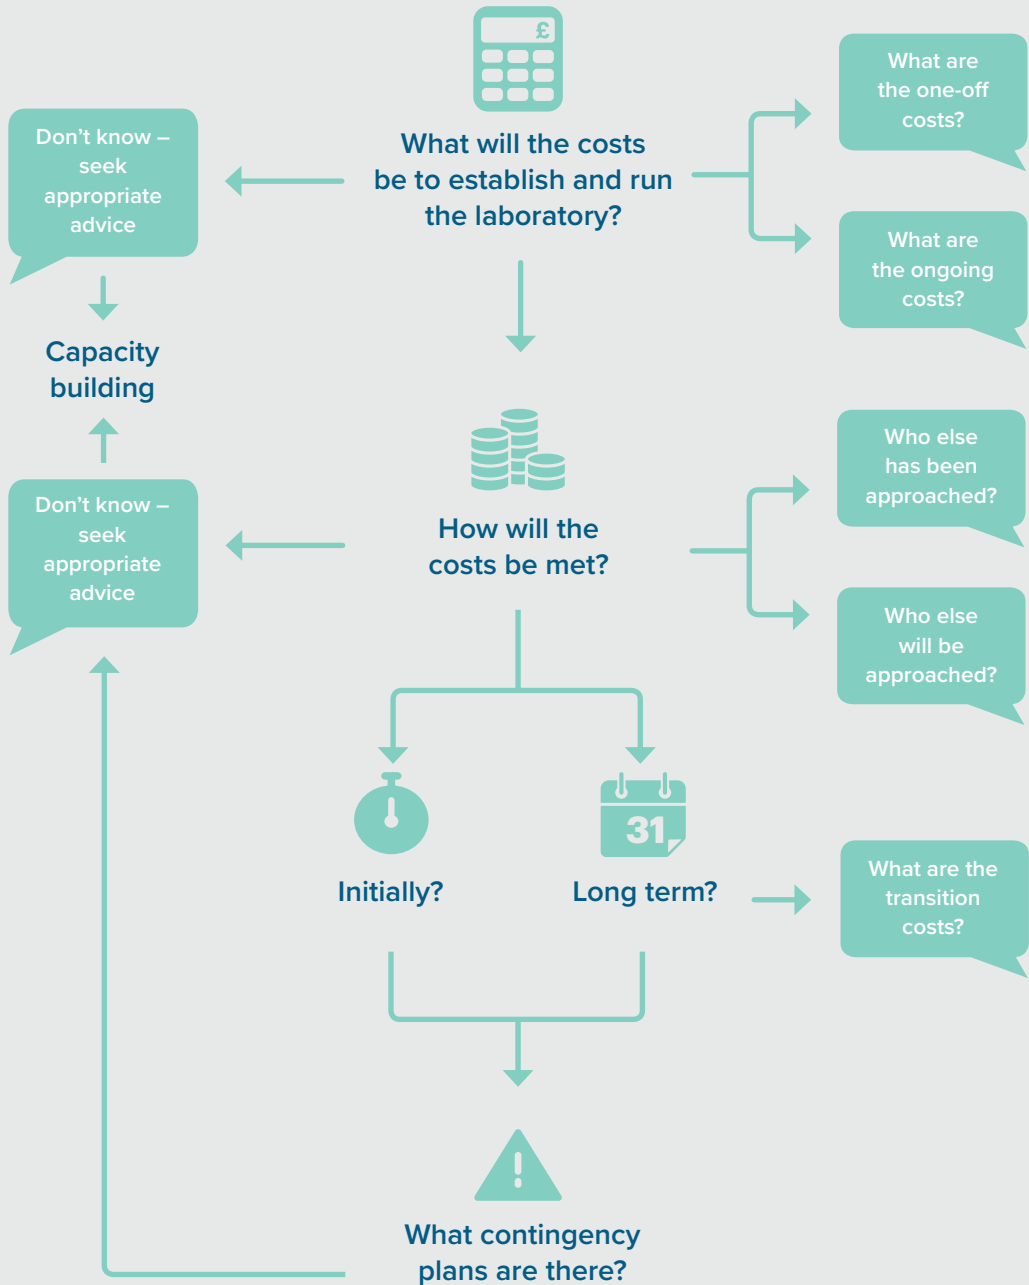 £
What will the costs
be to establish and run
the laboratory?
What are
the one-off
costs?
What are
the ongoing
costs?
Don't know –
seek
appropriate
advice
Capacity
building
Don't know –
seek
appropriate
advice
How will the
costs be met?
Who else
has been
approached?
Who else
will be
approached?
31
Initially?
Long term?
What are the
transition
costs?
What contingency
plans are there?